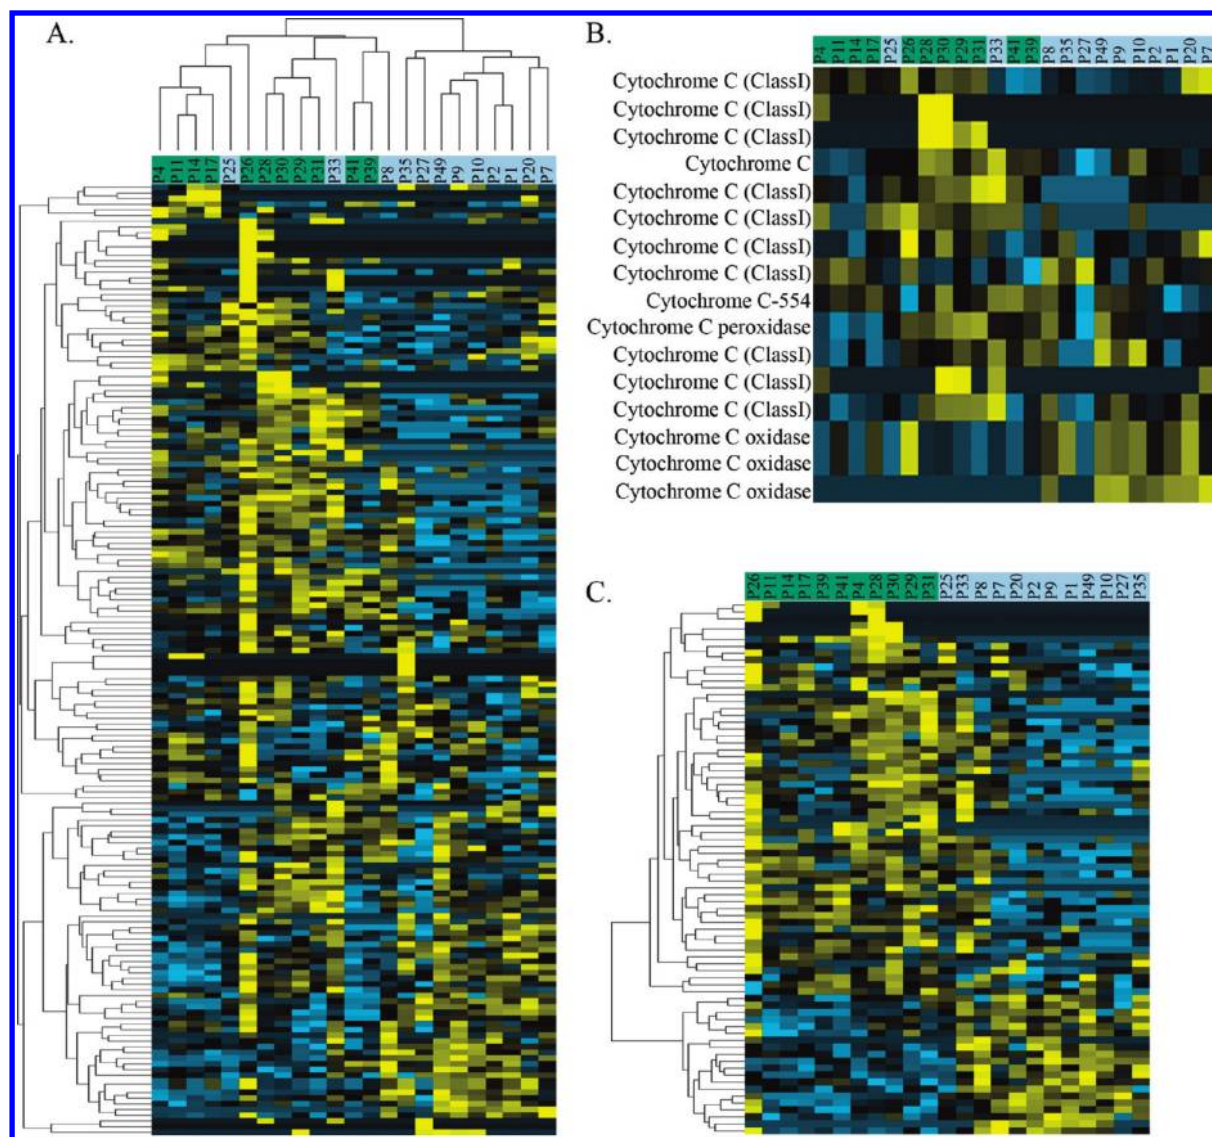 A.
P4 P11 P14 P17 P25 P26 P28 P30 P29 P31 P33 P41 P39 P8 P35 P27 P49 P9 P10 P2 P1 P20 P7
B.
P4 P11 P14 P17 P25 P26 P28 P30 P29 P31 P33 P41 P39 P8 P35 P27 P49 P9 P10 P2 P1 P20 P7
Cytochrome C (ClassI)
Cytochrome C (ClassI)
Cytochrome C (ClassI)
Cytochrome C
Cytochrome C (ClassI)
Cytochrome C (ClassI)
Cytochrome C (ClassI)
Cytochrome C (ClassI)
Cytochrome C-554
Cytochrome C peroxidase
Cytochrome C (ClassI)
Cytochrome C (ClassI)
Cytochrome C (ClassI)
Cytochrome C oxidase
Cytochrome C oxidase
Cytochrome C oxidase
C.
P26 P11 P14 P17 P39 P41 P4 P28 P30 P29 P31 P25 P33 P8 P7 P20 P2 P9 P1 P49 P10 P27 P35